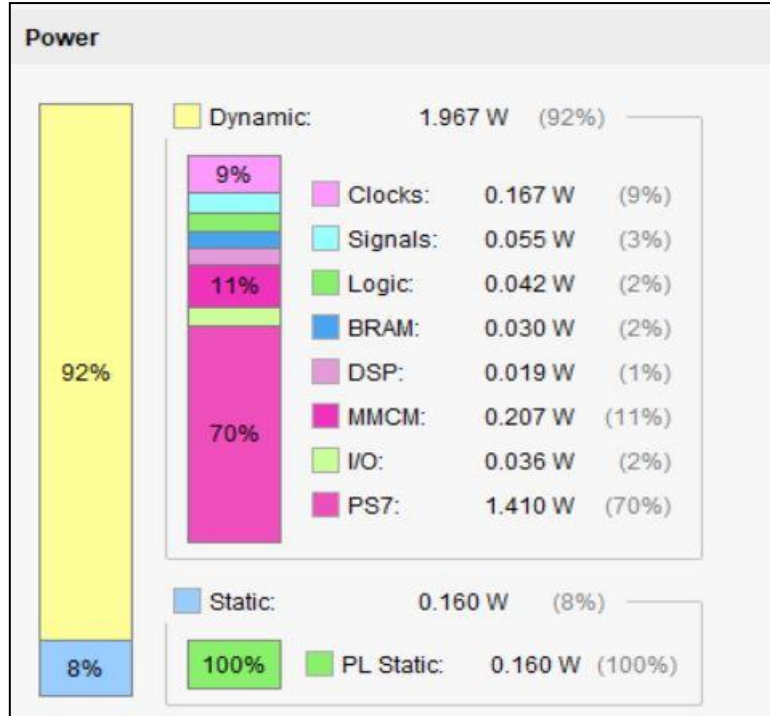 Power
Dynamic: 1.967 W (92%)
9%
11%
70%
Clocks: 0.167 W (9%)
Signals: 0.055 W (3%)
Logic: 0.042 W (2%)
BRAM: 0.030 W (2%)
DSP: 0.019 W (1%)
MMCM: 0.207 W (11%)
I/O: 0.036 W (2%)
PS7: 1.410 W (70%)
92%
Static: 0.160 W (8%)
8%
100%
PL Static: 0.160 W (100%)